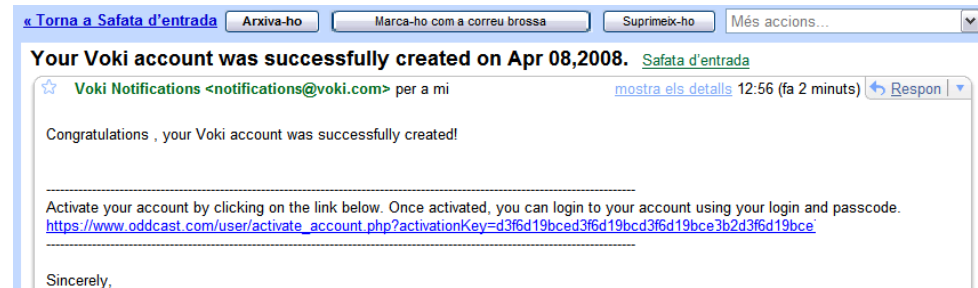 « Torna a Safata d'entrada Arxiva-ho Marca-ho com a correu brossa Suprimeix-ho Més accions...
Your Voki account was successfully created on Apr 08,2008. Safata d'entrada
Voki Notifications <notifications@voki.com> per a mi mostra els detalls 12:56 (fa 2 minuts) Respon
Congratulations , your Voki account was successfully created!
Activate your account by clicking on the link below. Once activated, you can login to your account using your login and passcode.
https://www.oddcast.com/user/activate_account.php?activationKey=d3f6d19bced3f6d19bcd3f6d19bce3b2d3f6d19bce
Sincerely,